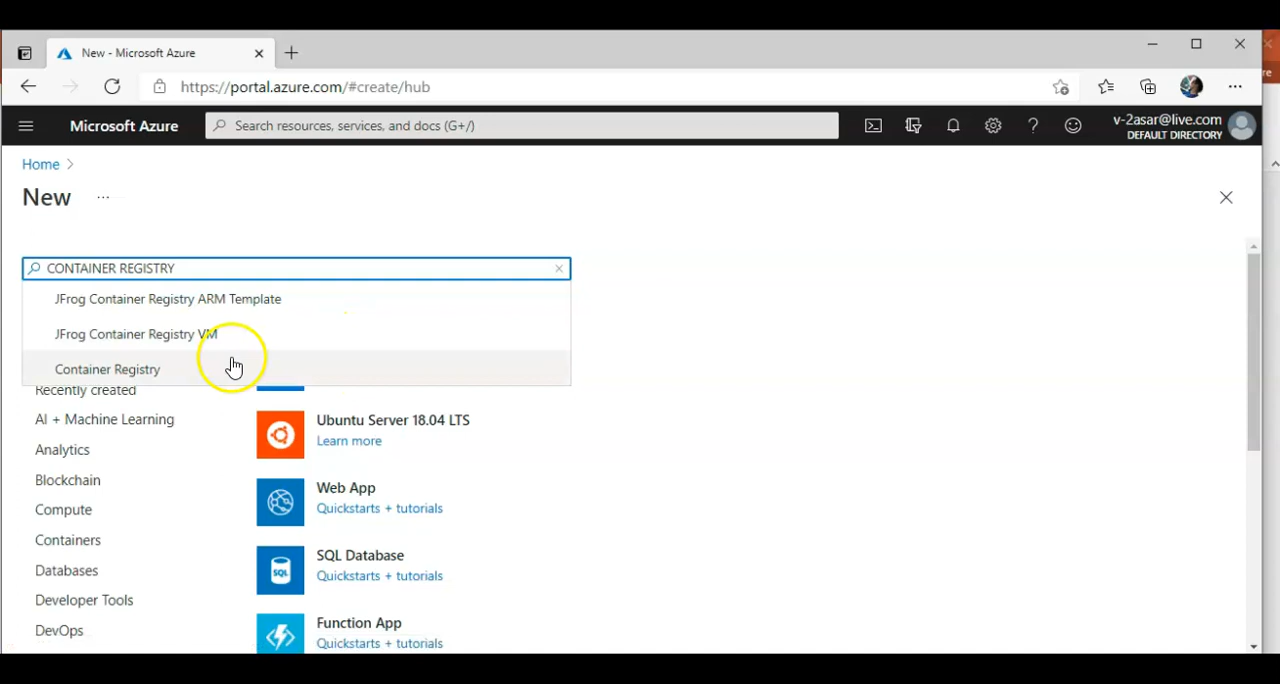 New - Microsoft Azure
https://portal.azure.com/#create/hub
Microsoft Azure
Search resources, services, and docs (G+/)
v-2asar@live.com
DEFAULT DIRECTORY
re
Home
New
CONTAINER REGISTRY
JFrog Container Registry ARM Template
JFrog Container Registry VM
Container Registry
Recently created
AI + Machine Learning
Analytics
Blockchain
Compute
Containers
Databases
Developer Tools
DevOps
Ubuntu Server 18.04 LTS
Learn more
Web App
Quickstarts + tutorials
SQL
SQL Database
Quickstarts + tutorials
Function App
Quickstarts + tutorials